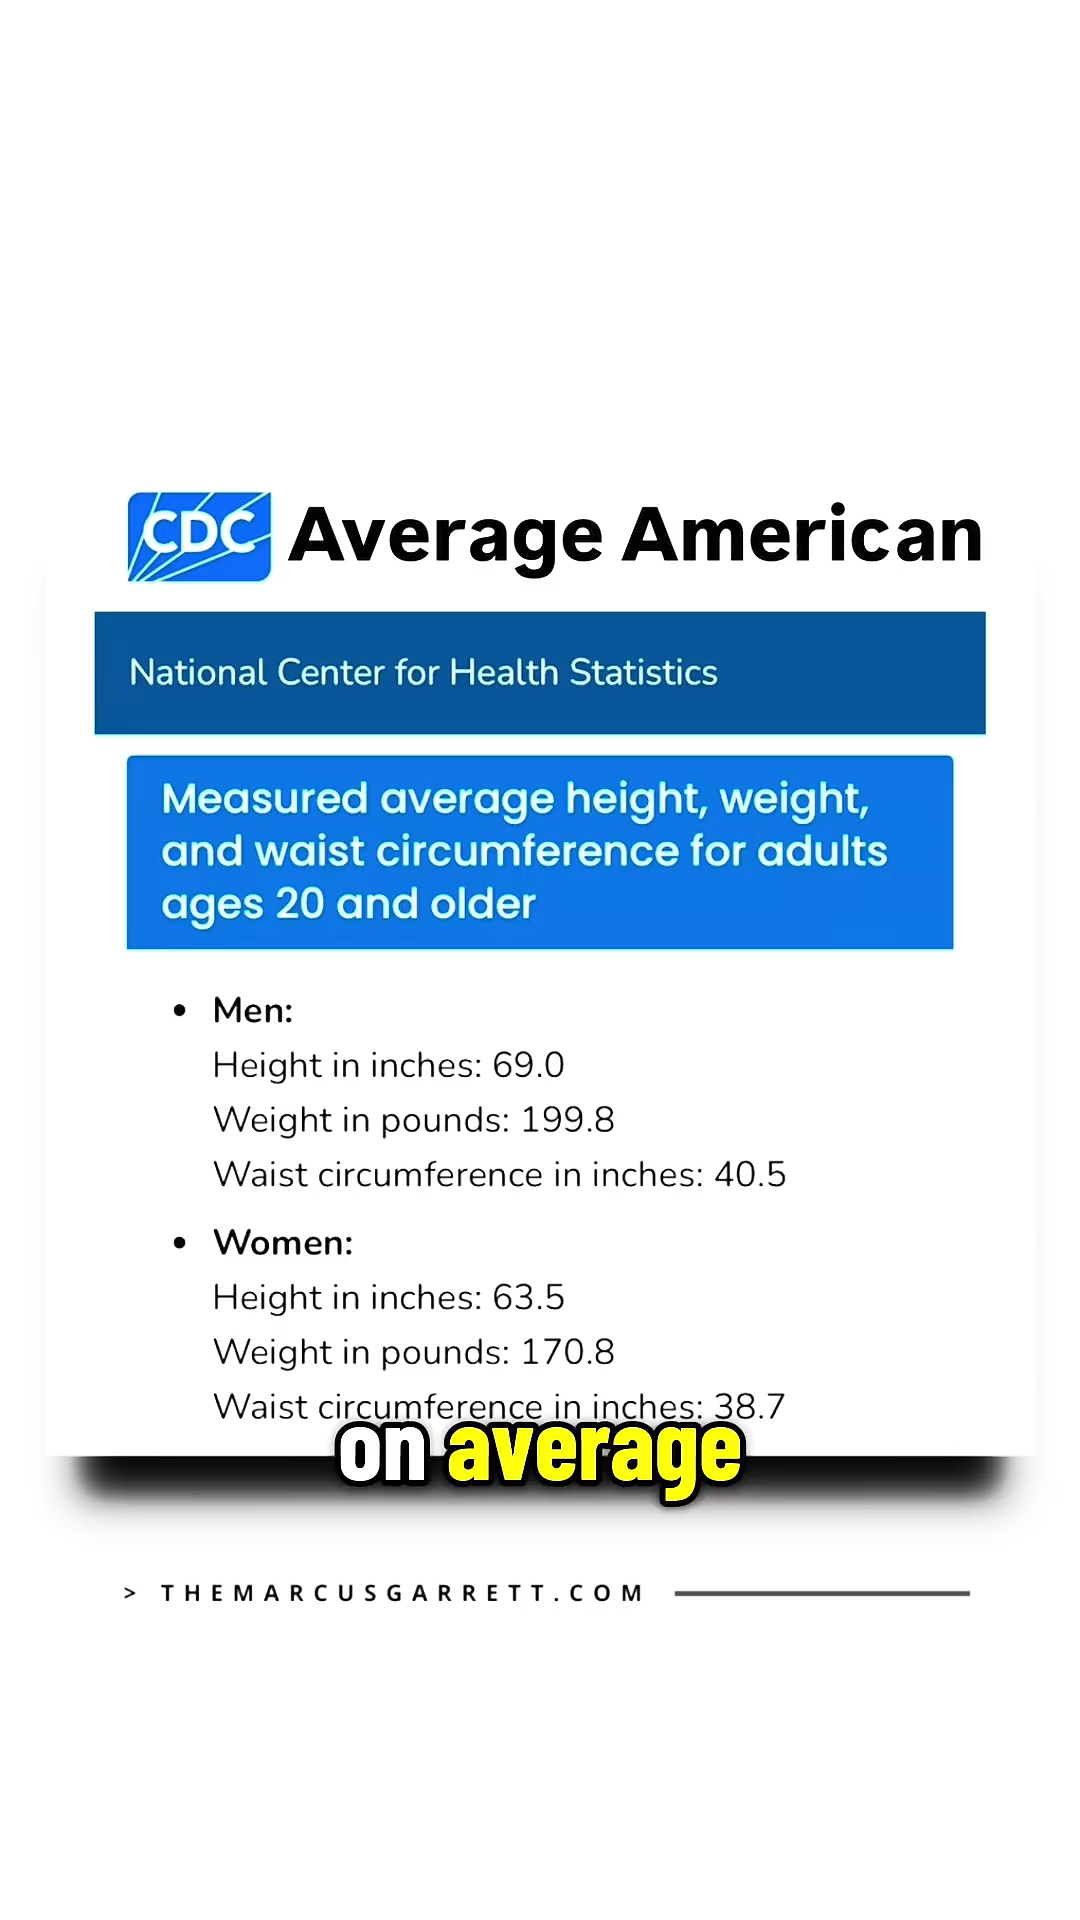 CDC Average American
National Center for Health Statistics
Measured average height, weight,
and waist circumference for adults
ages 20 and older
• Men:
Height in inches: 69.0
Weight in pounds: 199.8
Waist circumference in inches: 40.5
• Women:
Height in inches: 63.5
Weight in pounds: 170.8
Waist circumference in inches: 38.7
on average
> THEMARCUSGARRETT.COM